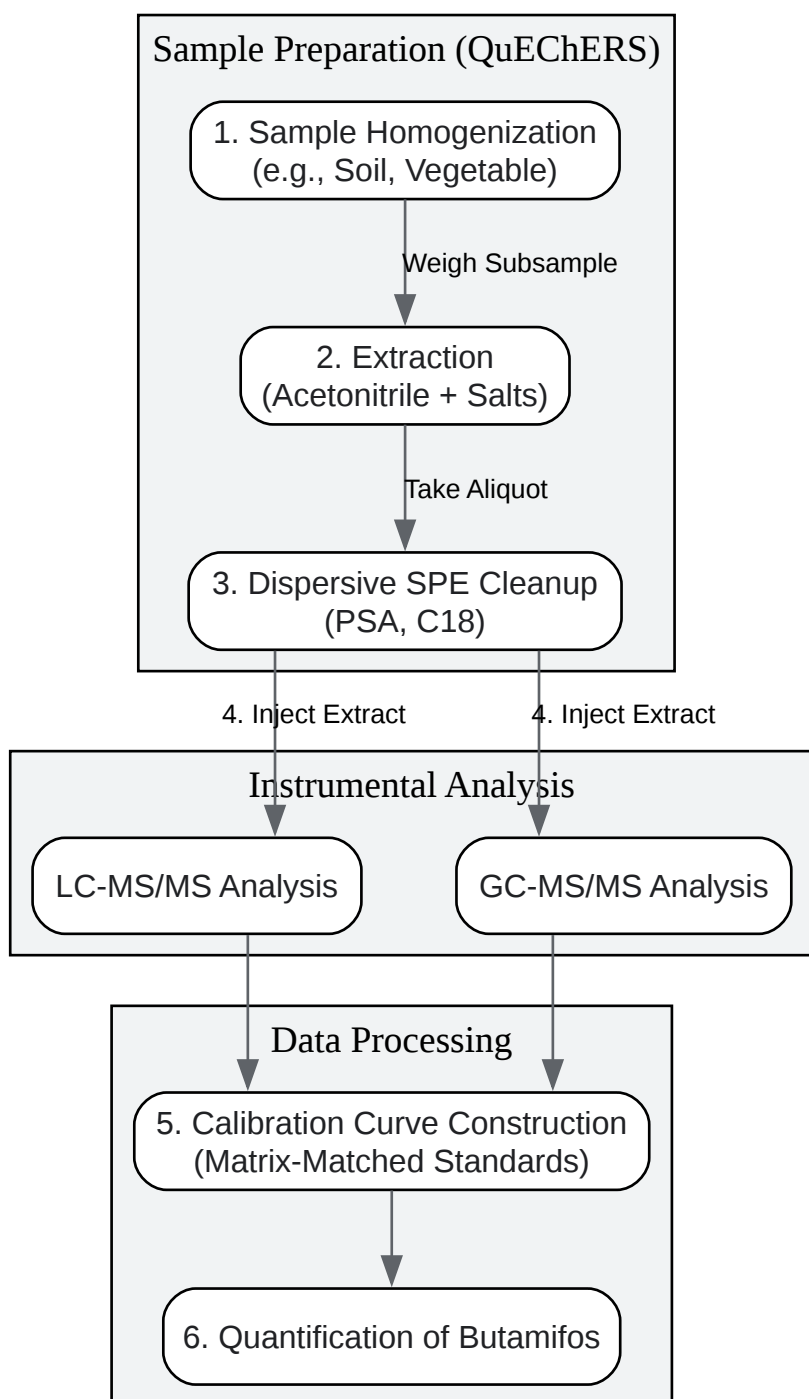 Sample Preparation (QuEChERS)
1. Sample Homogenization
(e.g., Soil, Vegetable)
Weigh Subsample
2. Extraction
(Acetonitrile + Salts)
Take Aliquot
3. Dispersive SPE Cleanup
(PSA, C18)
4. Inject Extract
4. Inject Extract
Instrumental Analysis
LC-MS/MS Analysis
GC-MS/MS Analysis
Data Processing
5. Calibration Curve Construction
(Matrix-Matched Standards)
6. Quantification of Butamifos